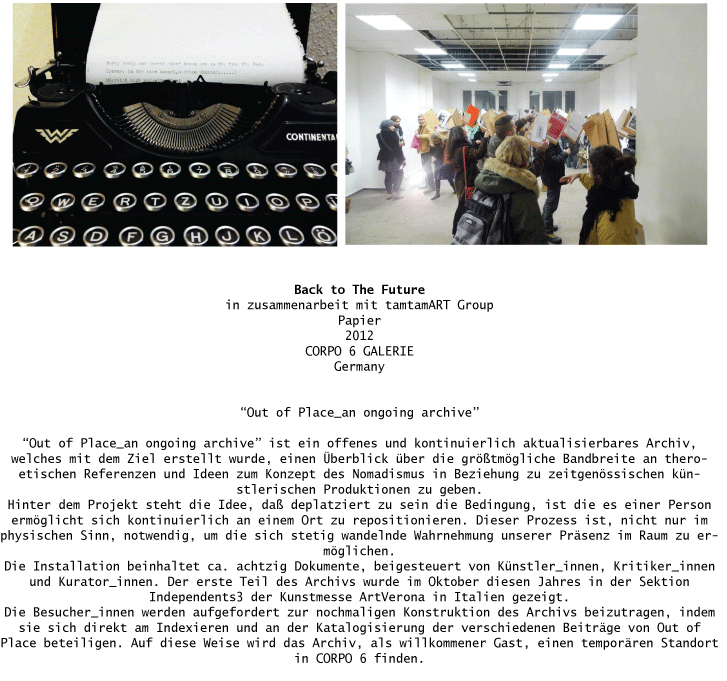 CONTINENTAL
Q W E R T Z U I O P
A S D F G H J K L Ö
Back to The Future
in zusammenarbeit mit tamtamART Group
Papier
2012
CORPO 6 GALERIE
Germany
“Out of Place_an ongoing archive”
“Out of Place_an ongoing archive” ist ein offenes und kontinuierlich aktualisierbares Archiv,
welches mit dem Ziel erstellt wurde, einen Überblick über die größtmögliche Bandbreite an thero-
etischen Referenzen und Ideen zum Konzept des Nomadismus in Beziehung zu zeitgenössischen kün-
stlerischen Produktionen zu geben.
Hinter dem Projekt steht die Idee, daß deplatziert zu sein die Bedingung, ist die es einer Person
ermöglicht sich kontinuierlich an einem Ort zu repositionieren. Dieser Prozess ist, nicht nur im
physischen Sinn, notwendig, um die sich stetig wandelnde Wahrnehmung unserer Präsenz im Raum zu er-
möglichen.
Die Installation beinhaltet ca. achtzig Dokumente, beigesteuert von Künstler_innen, Kritiker_innen
und Kurator_innen. Der erste Teil des Archivs wurde im Oktober diesen Jahres in der Sektion
Independents3 der Kunstmesse ArtVerona in Italien gezeigt.
Die Besucher_innen werden aufgefordert zur nochmaligen Konstruktion des Archivs beizutragen, indem
sie sich direkt am Indexieren und an der Katalogisierung der verschiedenen Beiträge von Out of
Place beteiligen. Auf diese Weise wird das Archiv, als willkommener Gast, einen temporären Standort
in CORPO 6 finden.